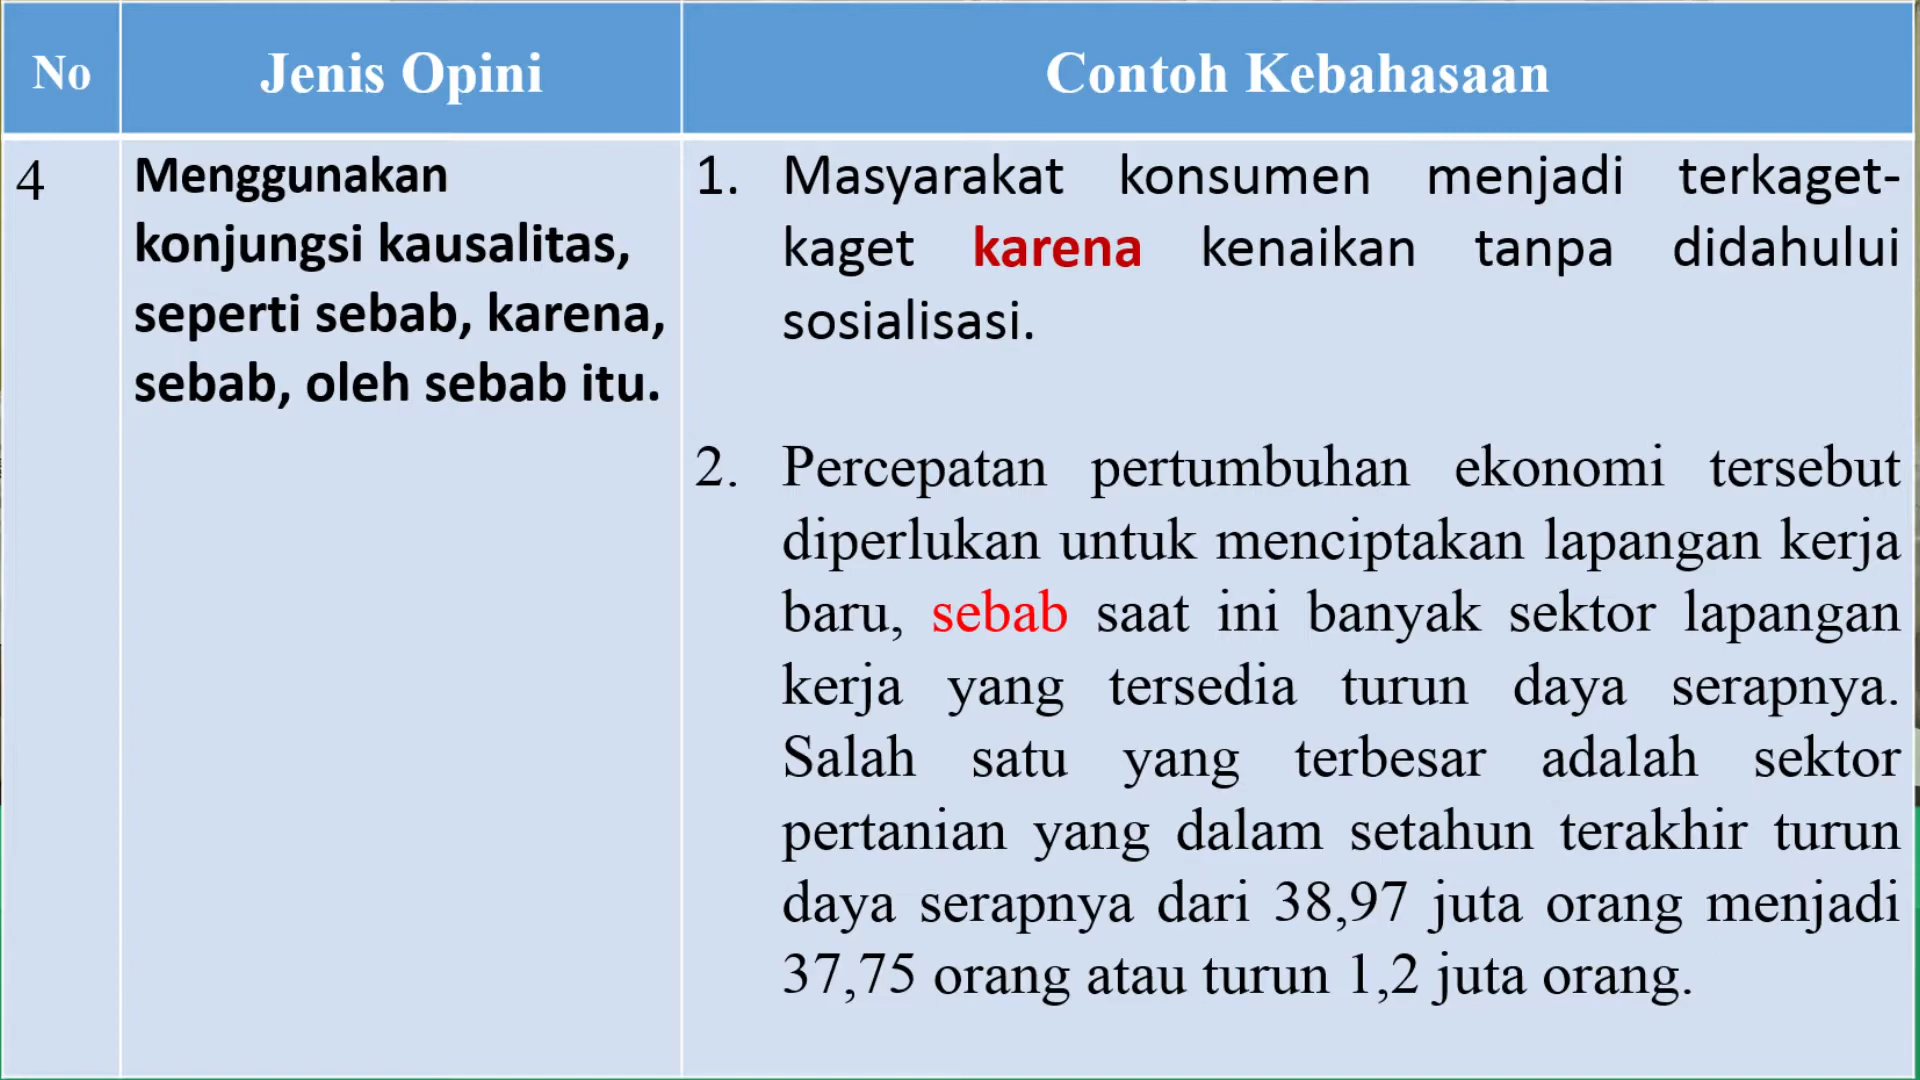 No Jenis Opini Contoh Kebahasaan
4
Menggunakan
konjungsi kausalitas,
seperti sebab, karena,
sebab, oleh sebab itu.
1. Masyarakat konsumen menjadi terkaget-
kaget karena kenaikan tanpa didahului
sosialisasi.
2. Percepatan pertumbuhan ekonomi tersebut
diperlukan untuk menciptakan lapangan kerja
baru, sebab saat ini banyak sektor lapangan
kerja yang tersedia turun daya serapnya.
Salah satu yang terbesar adalah sektor
pertanian yang dalam setahun terakhir turun
daya serapnya dari 38,97 juta orang menjadi
37,75 orang atau turun 1,2 juta orang.